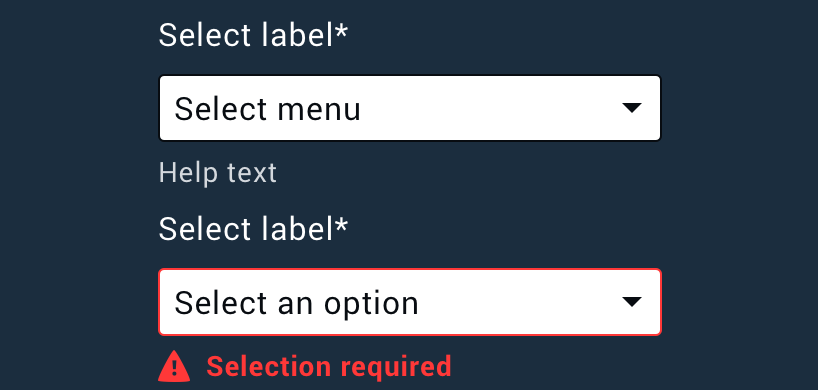 Select label*
Select menu
Help text
Select label*
Select an option
Selection required